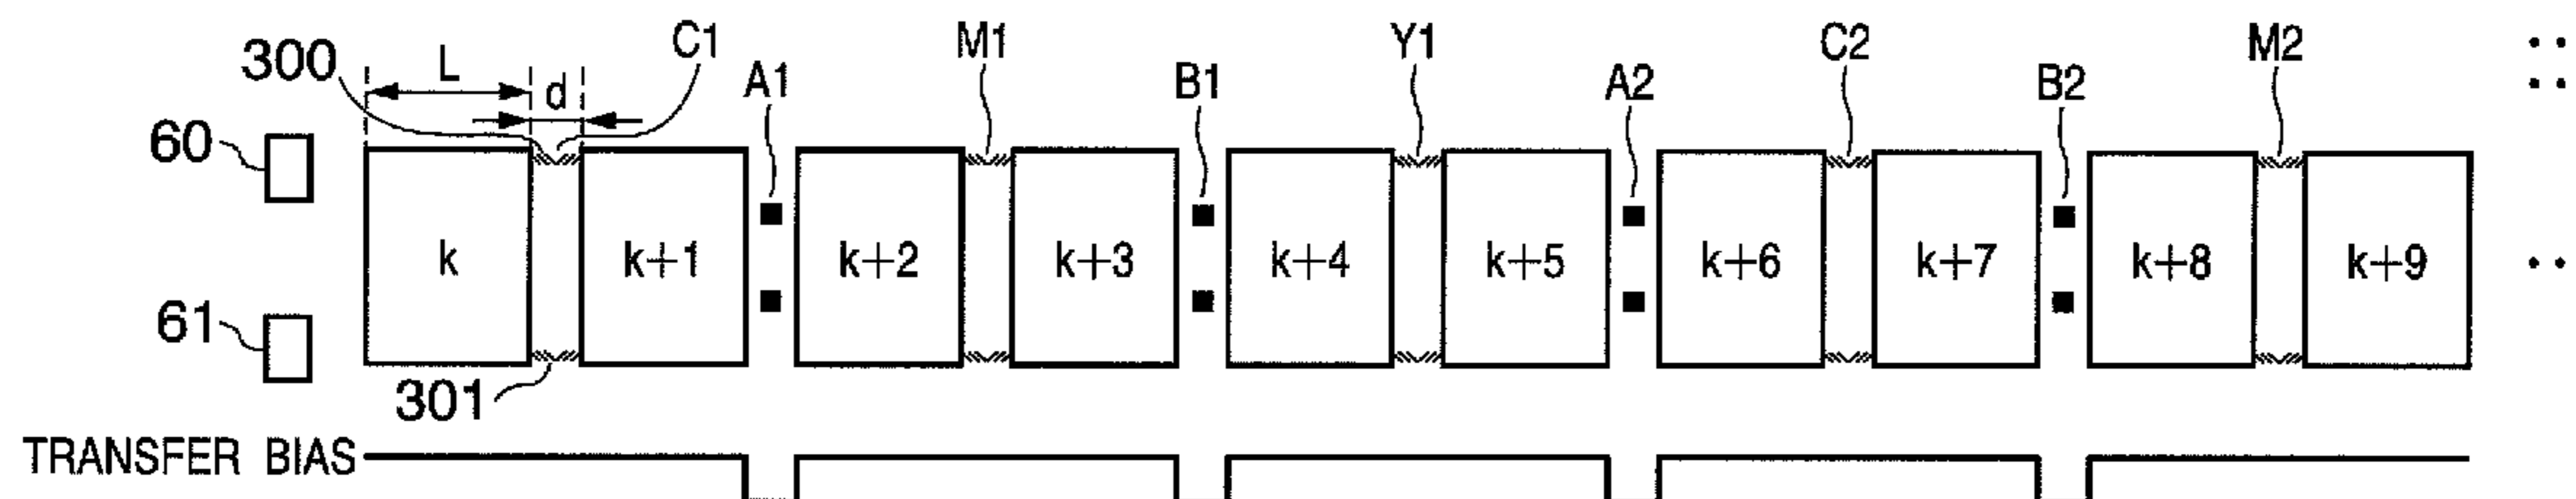 300 L d C1 A1 M1 B1 Y1 A2 C2 B2 M2
60
61
k k+1 k+2 k+3 k+4 k+5 k+6 k+7 k+8 k+9
301
TRANSFER BIAS